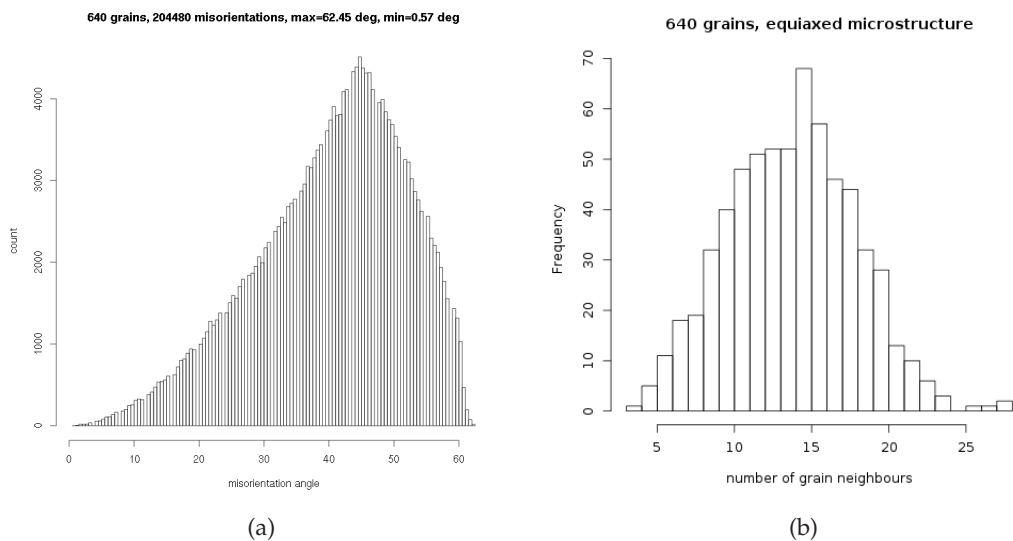 640 grains, 204480 misorientations, max=62.45 deg, min=0.57 deg
count
0
1000
2000
3000
4000
0 10 20 30 40 50 60
misorientation angle
(a)
640 grains, equiaxed microstructure
Frequency
0
10
20
30
40
50
60
70
5 10 15 20 25
number of grain neighbours
(b)